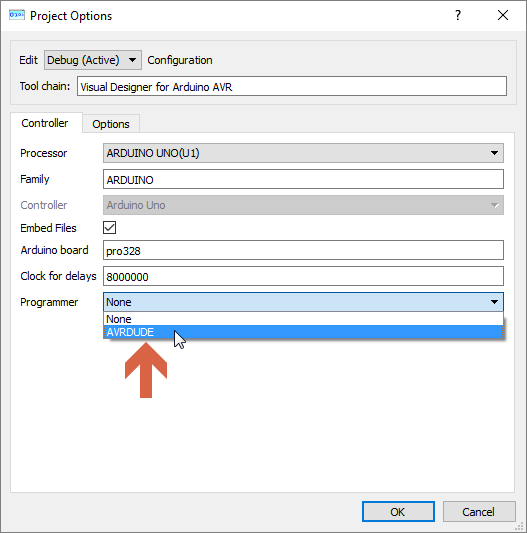 Project Options
?
Edit Debug (Active) Configuration
Tool chain: Visual Designer for Arduino AVR
Controller Options
Processor ARDUINO UNO(U1)
Family ARDUINO
Controller Arduino Uno
Embed Files
Arduino board pro328
Clock for delays 8000000
Programmer None
None
AVRDUDE
OK Cancel